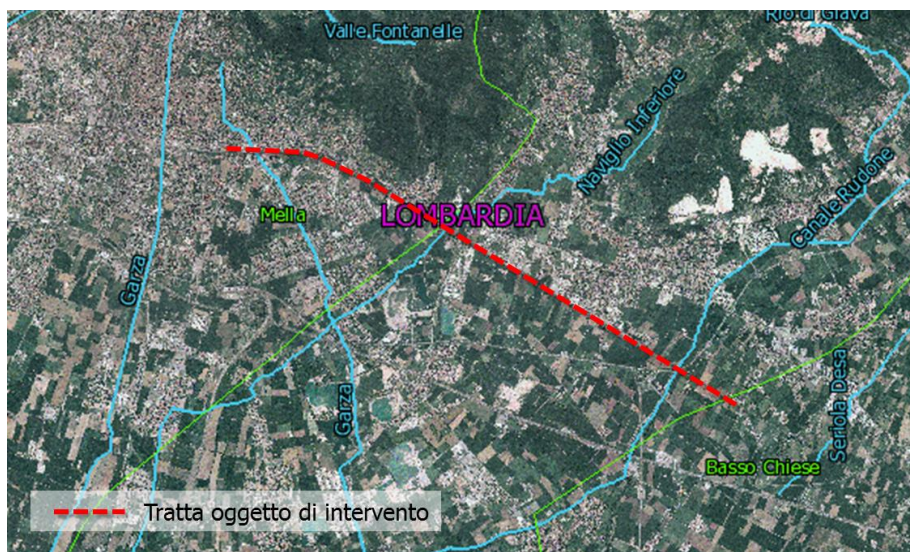 Rio di Giava
Valle Fontanelle
Naviglio Inferiore
Canale Rudone
Mella
LOMBARDIA
Garza
Garza
Seriola Desa
Basso Chiese
Tratta oggetto di intervento